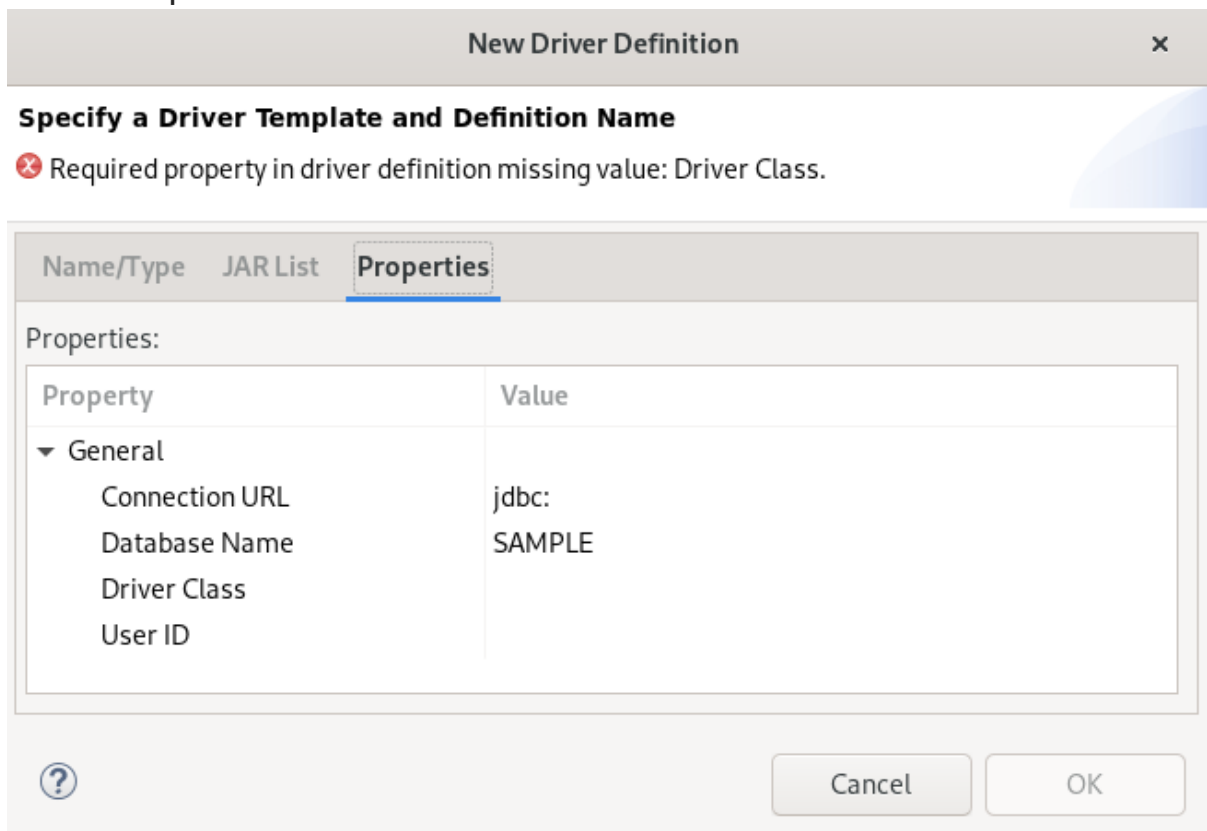 New Driver Definition
Specify a Driver Template and Definition Name
Required property in driver definition missing value: Driver Class.
Name/Type JAR List Properties
Properties:
Property Value
General
Connection URL jdbc:
Database Name SAMPLE
Driver Class
User ID
Cancel OK